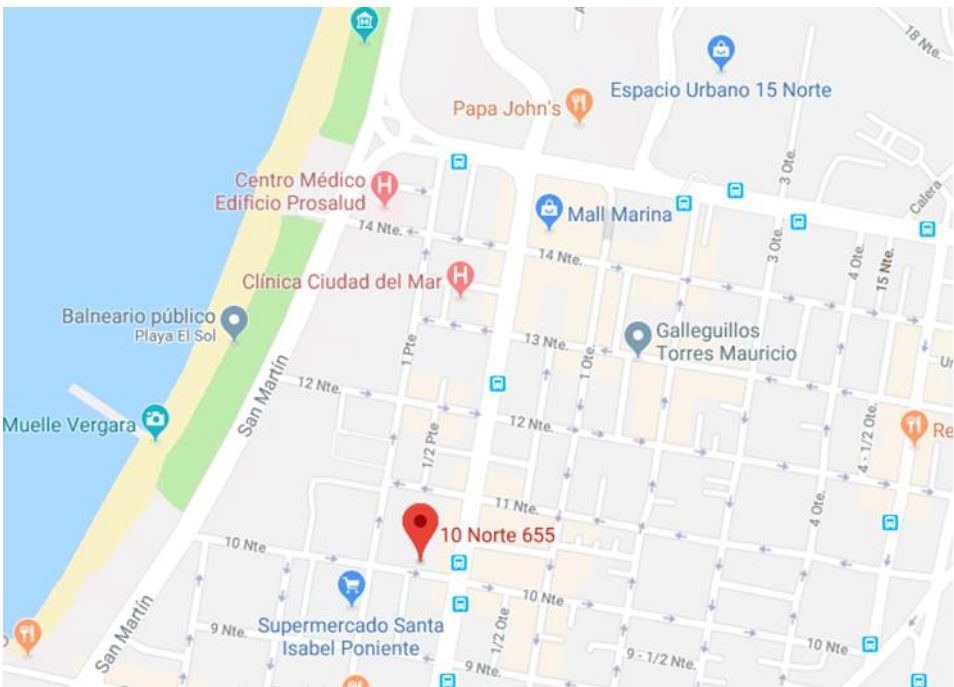 18 Nte.
Espacio Urbano 15 Norte
Papa John's
3 Ote.
Centro Médico
Edificio Prosalud
Calera
Mall Marina
14 Nte.
14 Nte.
3 Ote.
4 Ote.
15 Nte.
Clínica Ciudad del Mar
Balneario público
Playa El Sol
1 Pte
13 Nte.
1 Ote.
Galleguillos
Torres Mauricio
San Martín
12 Nte.
Muelle Vergara
12 Nte.
1/2 Pte
4 - 1/2 Ote.
Re
11 Nte.
4 Ote.
10 Norte 655
10 Nte
10 Nte
Supermercado Santa
Isabel Poniente
9 Nte.
San Martín
1/2 Ote
10 Nte
9 - 1/2 Nte.
9 Nte.